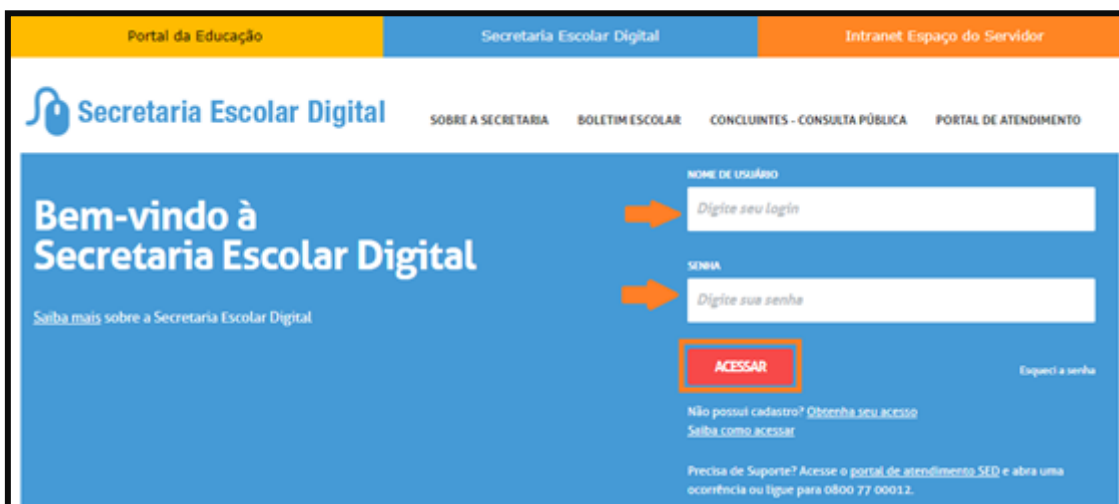 Portal da Educação
Secretaria Escolar Digital
Intranet Espaço do Servidor
Secretaria Escolar Digital
SOBRE A SECRETARIA
BOLETIM ESCOLAR
CONCLUINTES - CONSULTA PÚBLICA
PORTAL DE ATENDIMENTO
Bem-vindo à
Secretaria Escolar Digital
Saiba mais sobre a Secretaria Escolar Digital
NOME DE USUÁRIO
Digite seu login
SENHA
Digite sua senha
ACESSAR
Esqueci a senha
Não possui cadastro? Obtenha seu acesso
Saiba como acessar
Precisa de Suporte? Acesse o portal de atendimento SED e abra uma
ocorrência ou ligue para 0800 77 00012.